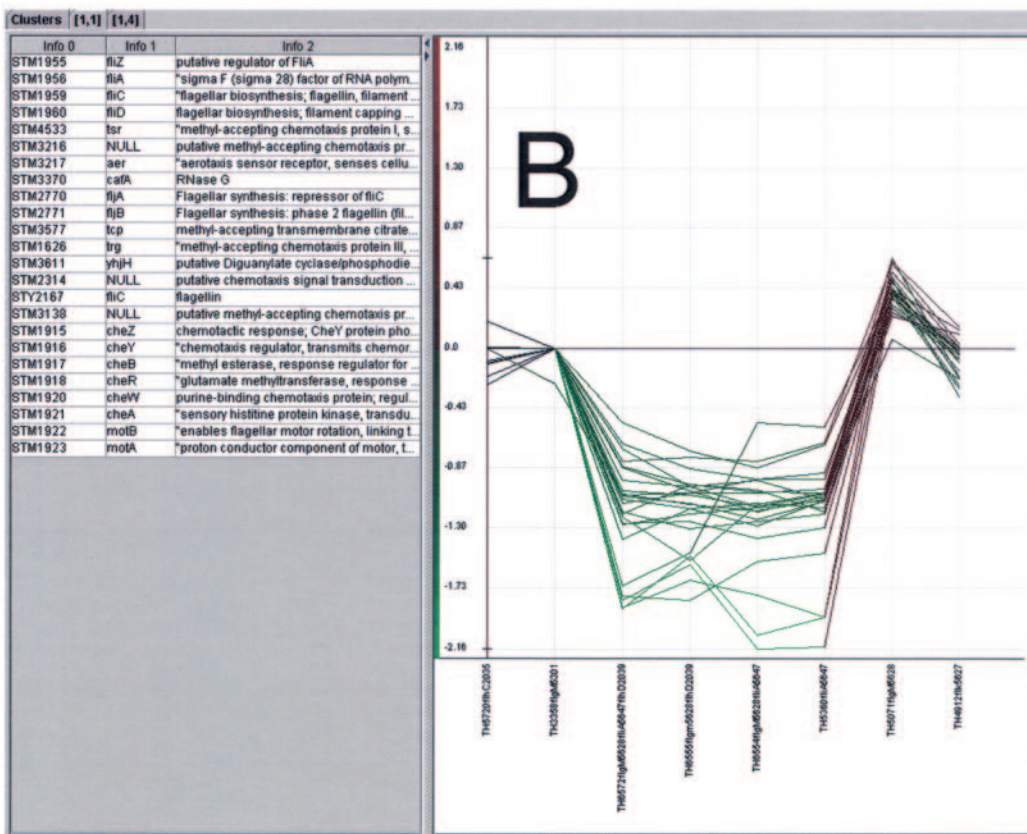 Clusters [1,1] [1,4]
Info 0 Info 1 Info 2
STM1955 fliZ putative regulator of FliA
STM1956 fliA "sigma F (sigma 28) factor of RNA polym...
STM1959 fliC "flagellar biosynthesis; flagellin, filament ...
STM1960 fliD flagellar biosynthesis; filament capping ...
STM4533 tsr "methyl-accepting chemotaxis protein I, s...
STM3216 NULL putative methyl-accepting chemotaxis pr...
STM3217 aer "aerotaxis sensor receptor, senses cellu...
STM3370 cafA RNase G
STM2770 fljA Flagellar synthesis: repressor of fliC
STM2771 fljB Flagellar synthesis: phase 2 flagellin (fil...
STM3577 tcp methyl-accepting transmembrane citrate...
STM1626 trg "methyl-accepting chemotaxis protein III, ...
STM3611 yhjH putative Diguanylate cyclase/phosphodie...
STM2314 NULL putative chemotaxis signal transduction ...
STY2167 fliC flagellin
STM3138 NULL putative methyl-accepting chemotaxis pr...
STM1915 cheZ chemotactic response; CheY protein pho...
STM1916 cheY "chemotaxis regulator, transmits chemor...
STM1917 cheB "methyl esterase, response regulator for ...
STM1918 cheR "glutamate methyltransferase, response ...
STM1920 cheW purine-binding chemotaxis protein; regul...
STM1921 cheA "sensory histitine protein kinase, transdu...
STM1922 motB "enables flagellar motor rotation, linking t...
STM1923 motA "proton conductor component of motor, t...
B
2.16
1.73
1.30
0.87
0.43
0.0
-0.43
-0.87
-1.30
-1.73
-2.16
TH5720flhC2035
TH3358flgM5301
TH6572flgM5628fliA5647flhD2039
TH6555flgm5628flhD2039
TH6554flgM5628fliA5647
TH5360fliA5647
TH5071flgM5628
TH4912flk5627